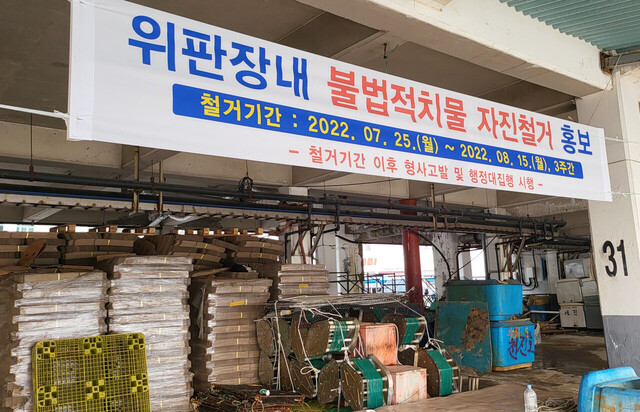 위판장내 불법적치물 자진철거 홍보
철거기간 : 2022. 07. 25.(월) ~ 2022. 08. 15.(월), 3주간
- 철거기간 이후 형사고발 및 행정대집행 시행 -
31